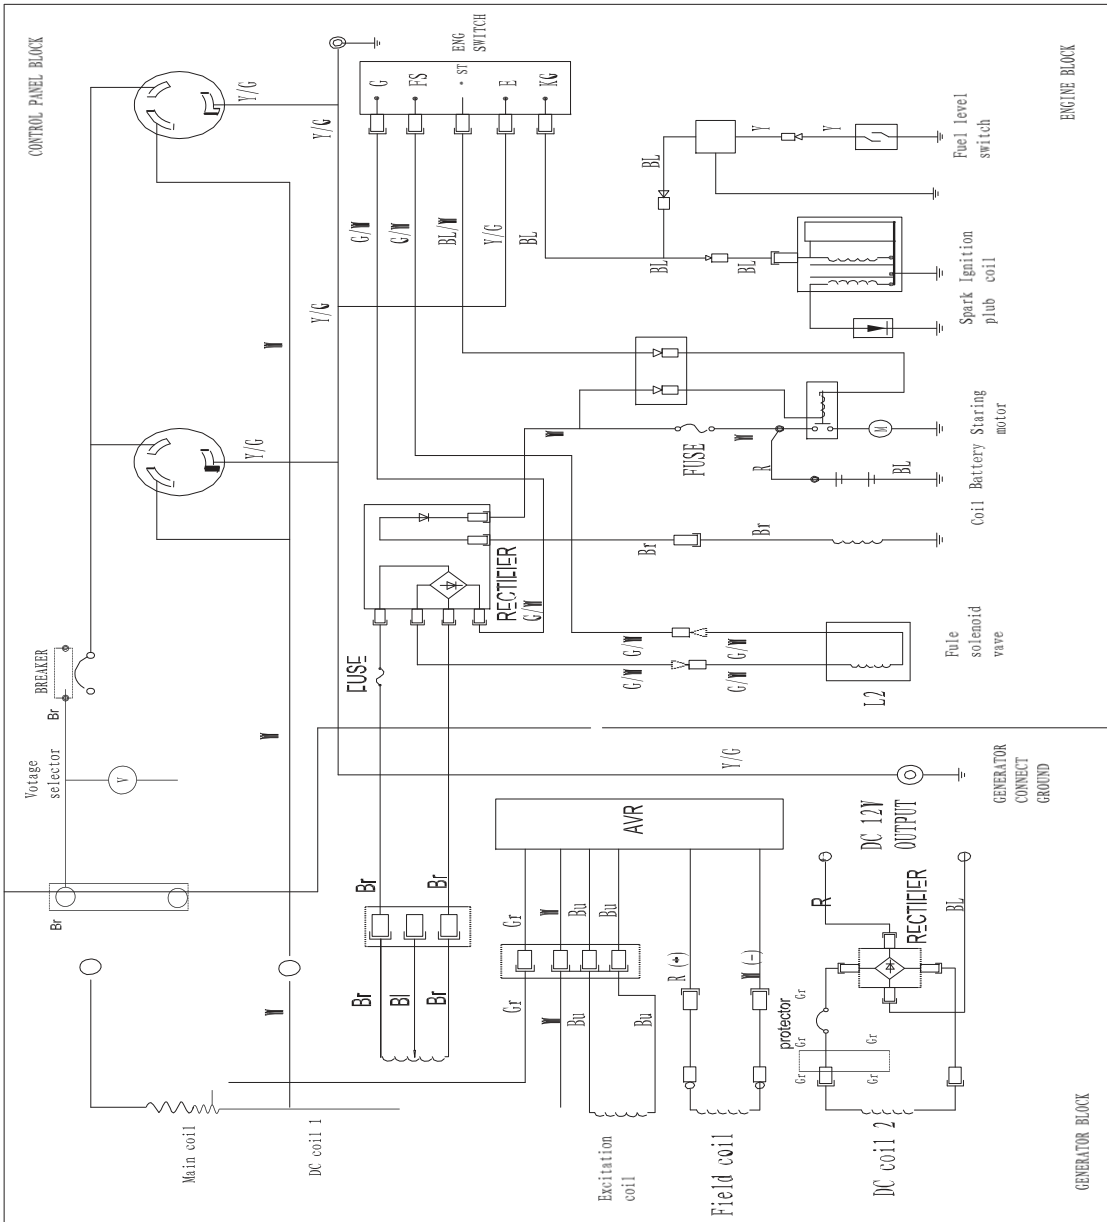 CONTROL PANEL BLOCK
Y/G
Y/G
Y/G
Y/G
ENG
SWITCH
G
FS
ST
E
KG
G/W
G/W
BL/W
Y/G
BL
BL
BL
BL
Y
Y
Fuel level
switch
ENGINE BLOCK
Spark Ignition
plub coil
W
W
FUSE
W
R
M
BL
Coil Battery Staring
motor
Br
Br
RECTIFIER
G/W
FUSE
BREAKER
Br
Votage
selector
V
W
G/W
G/W
G/W
G/W
L2
Fule
solenoid
vave
Y/G
GENERATOR
CONNECT
GROUND
AVR
DC 12V
OUTPUT
R
RECTIFIER
BL
Br
Br
Br
Gr
W
Bu
Bu
R (+)
W (-)
Br
Bl
Br
Gr
W
Bu
Bu
protector
Gr
Gr
Gr
Gr
Gr
W
Main coil
DC coil 1
Excitation
coil
Field coil
DC coil 2
GENERATOR BLOCK